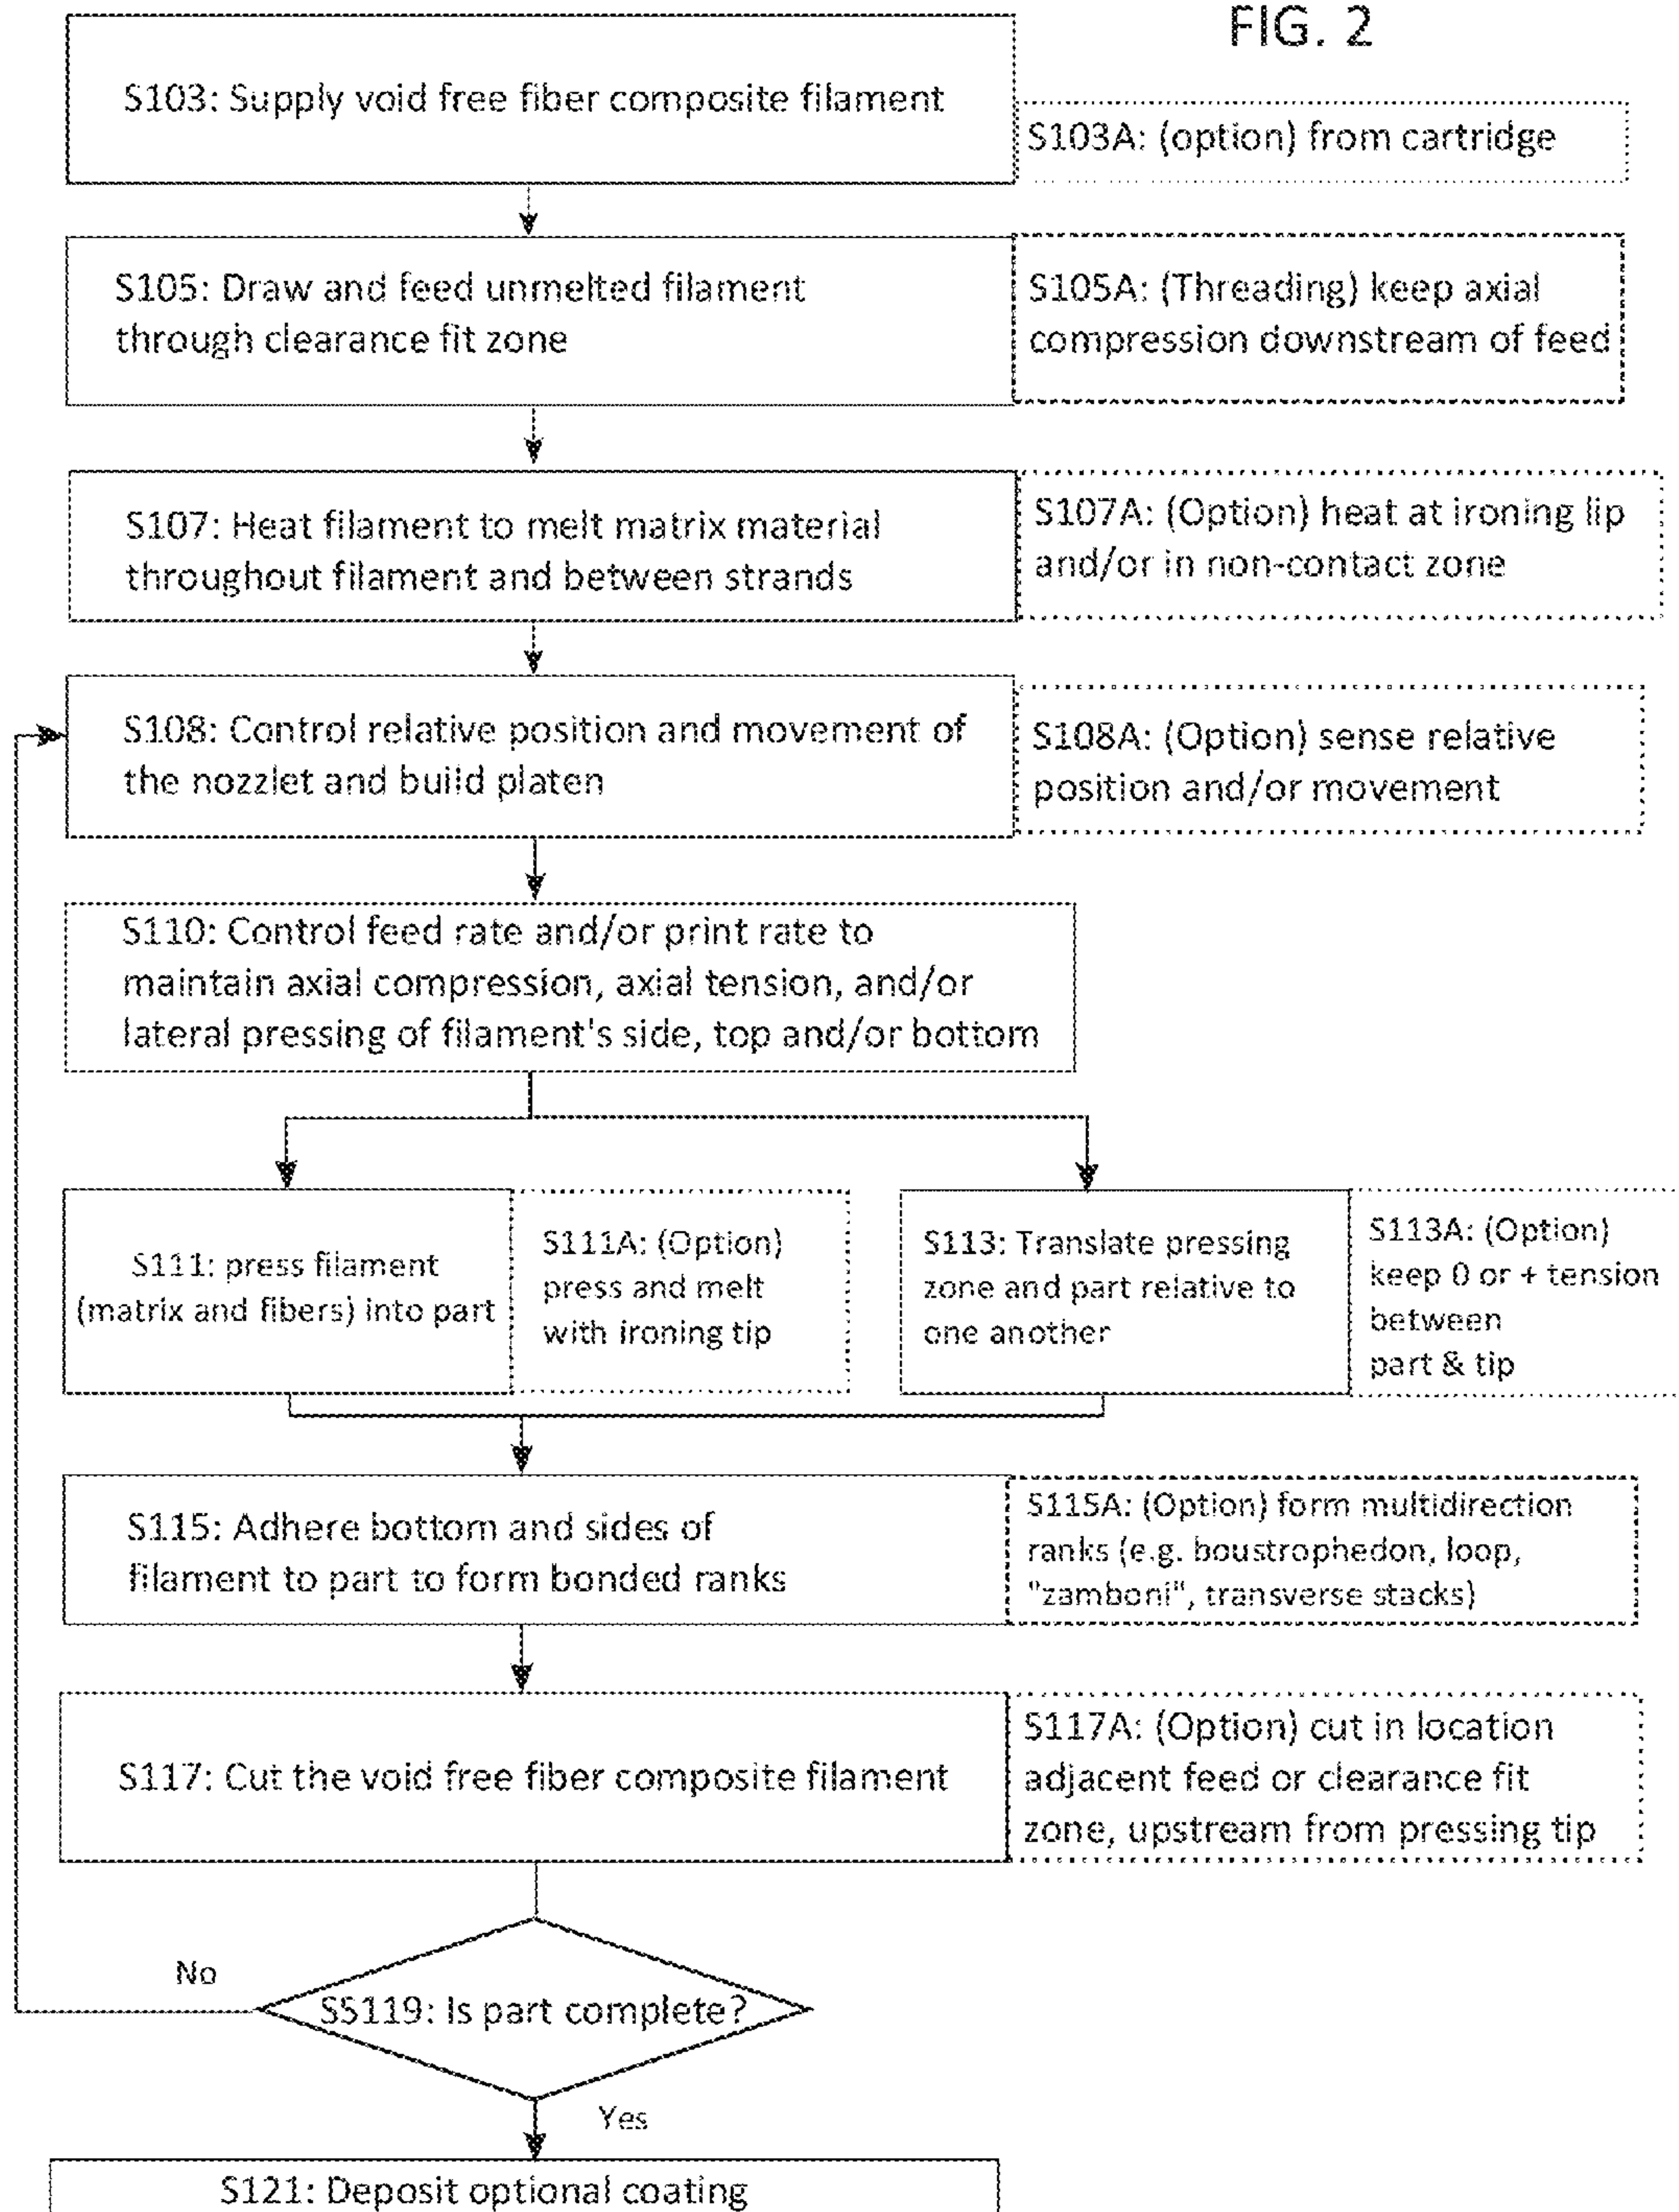 FIG. 2
S103: Supply void free fiber composite filament
S103A: (option) from cartridge
S105: Draw and feed unmelted filament
through clearance fit zone
S105A: (Threading) keep axial
compression downstream of feed
S107: Heat filament to melt matrix material
throughout filament and between strands
S107A: (Option) heat at ironing lip
and/or in non-contact zone
S108: Control relative position and movement of
the nozzlet and build platen
S108A: (Option) sense relative
position and/or movement
S110: Control feed rate and/or print rate to
maintain axial compression, axial tension, and/or
lateral pressing of filament's side, top and/or bottom
S111: press filament
(matrix and fibers) into part
S111A: (Option)
press and melt
with ironing tip
S113: Translate pressing
zone and part relative to
one another
S113A: (Option)
keep 0 or + tension
between
part & tip
S115: Adhere bottom and sides of
filament to part to form bonded ranks
S115A: (Option) form multidirection
ranks (e.g. boustrophedon, loop,
"zamboni", transverse stacks)
S117: Cut the void free fiber composite filament
S117A: (Option) cut in location
adjacent feed or clearance fit
zone, upstream from pressing tip
No
SS119: Is part complete?
Yes
S121: Deposit optional coating